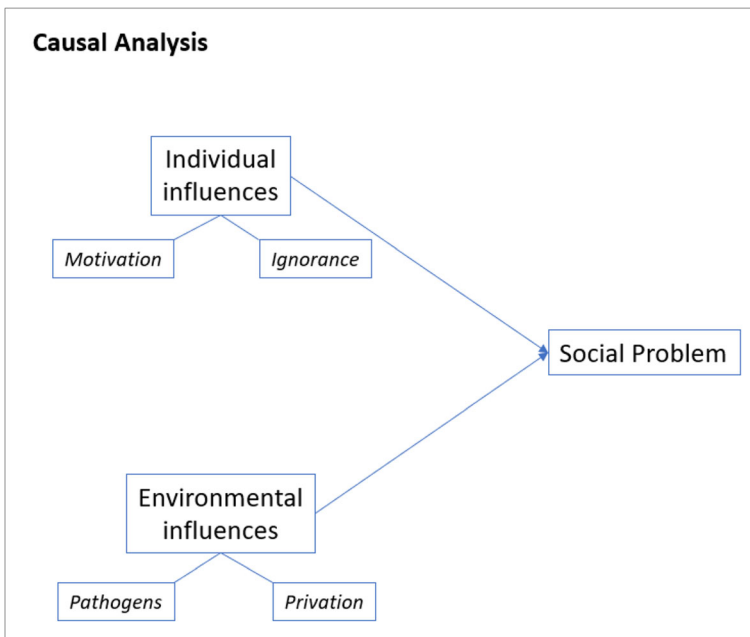 Causal Analysis
Individual
influences
Motivation
Ignorance
Social Problem
Environmental
influences
Pathogens
Privation